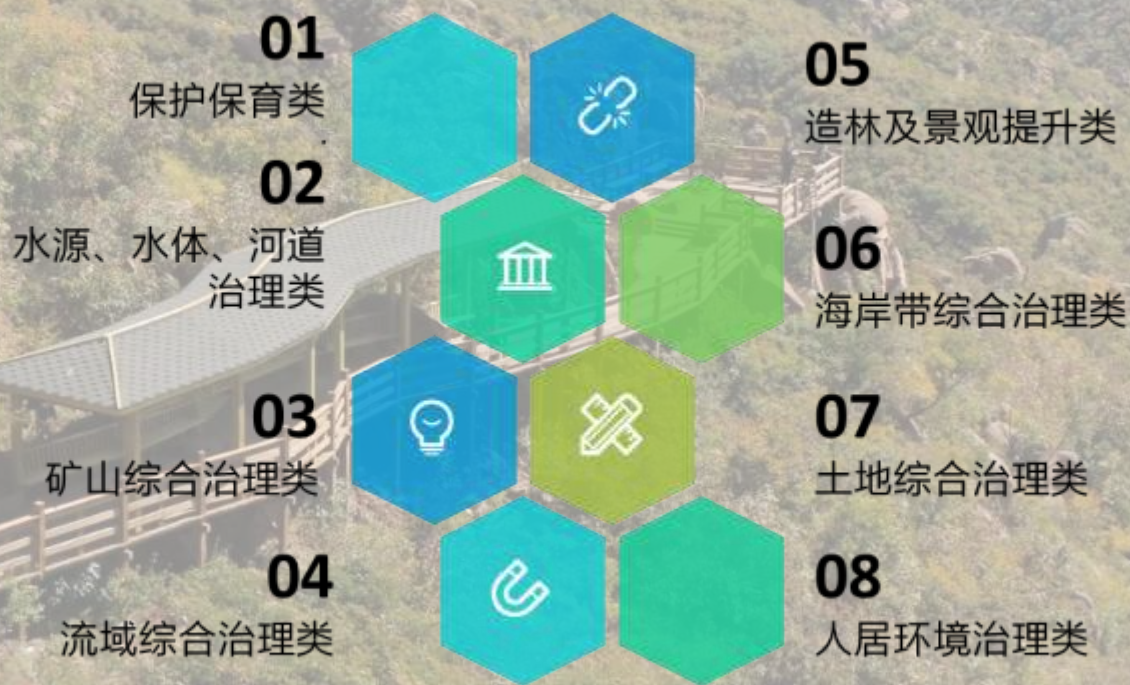 01
保护保育类
.
02
水源、水体、河道
治理类
03
矿山综合治理类
04
流域综合治理类
05
造林及景观提升类
06
海岸带综合治理类
07
土地综合治理类
08
人居环境治理类